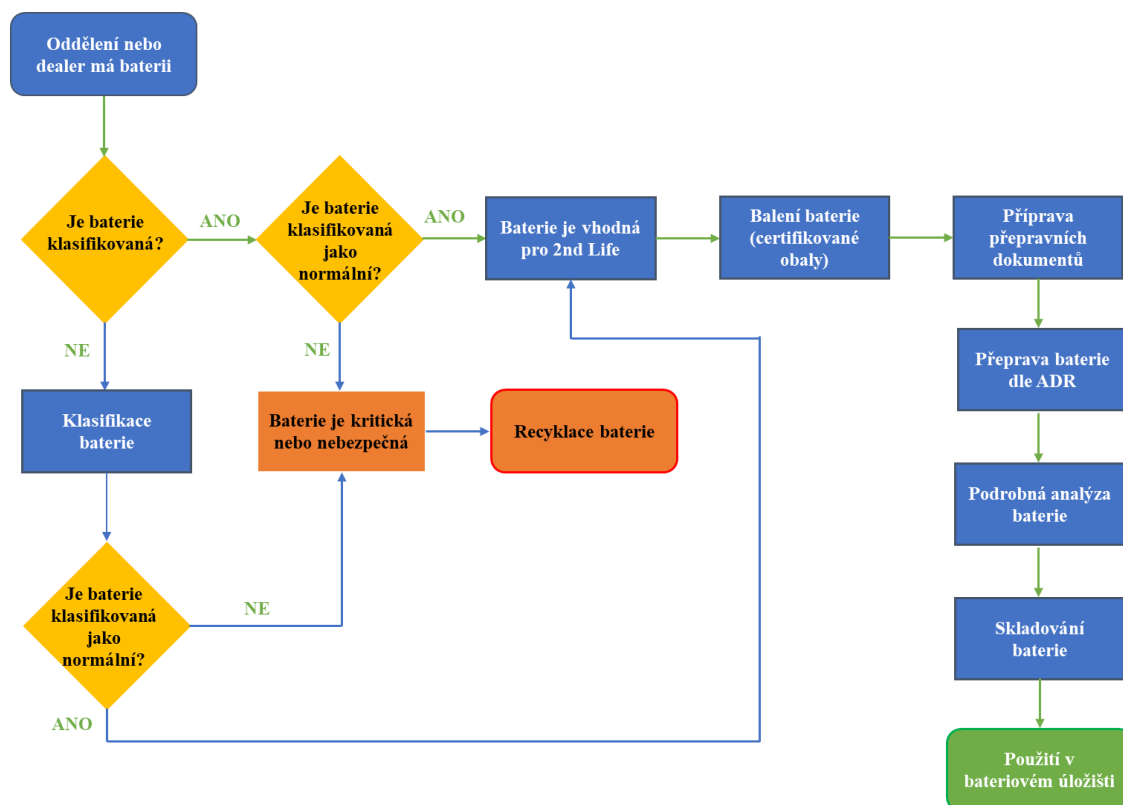 Oddělení nebo
dealer má baterii
Je baterie
klasifikovaná?
ANO
Je baterie
klasifikovaná
jako
normální?
ANO
Baterie je vhodná
pro 2nd Life
Balení baterie
(certifikované
obaly)
Příprava
přepravních
dokumentů
NE
NE
Přeprava baterie
dle ADR
Klasifikace
baterie
Baterie je kritická
nebo nebezpečná
Recyklace baterie
Podrobná analýza
baterie
Je baterie
klasifikovaná
jako
normální?
NE
Skladování
baterie
ANO
Použití v
bateriovém úložišti